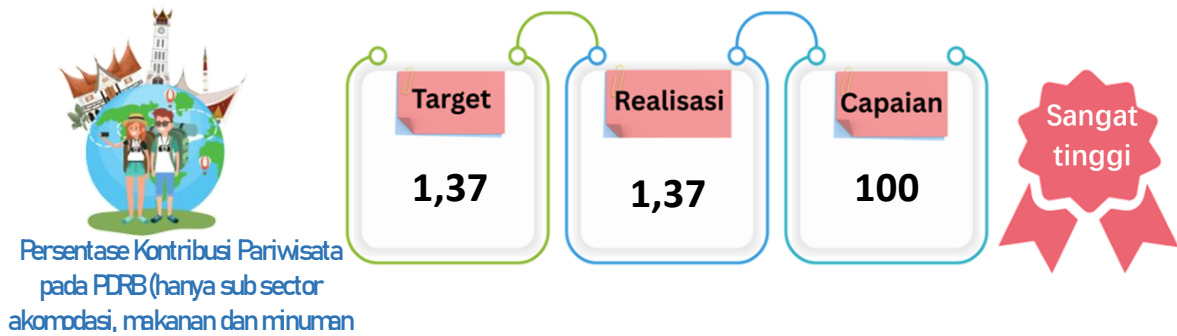 Target
Realisasi
Capaian
Sangat
tinggi
1,37
1,37
100
Persentase Kontribusi Pariwisata
pada PDRB (hanya sub sector
akomodasi, makanan dan minuman